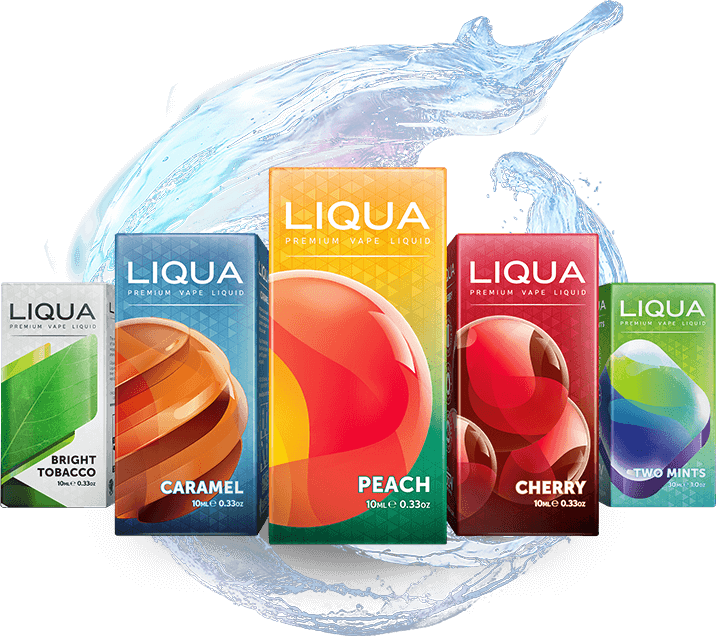 LIQUA
PREMIUM VAPE LIQUID
BRIGHT
TOBACCO
10ML℮ 0.33OZ
LIQUA
PREMIUM VAPE LIQUID
CARAMEL
10ML℮ 0.33OZ
LIQUA
PREMIUM VAPE LIQUID
PEACH
10ML℮ 0.33OZ
LIQUA
PREMIUM VAPE LIQUID
CHERRY
10ML℮ 0.33OZ
LIQUA
PREMIUM VAPE LIQUID
TWO MINTS